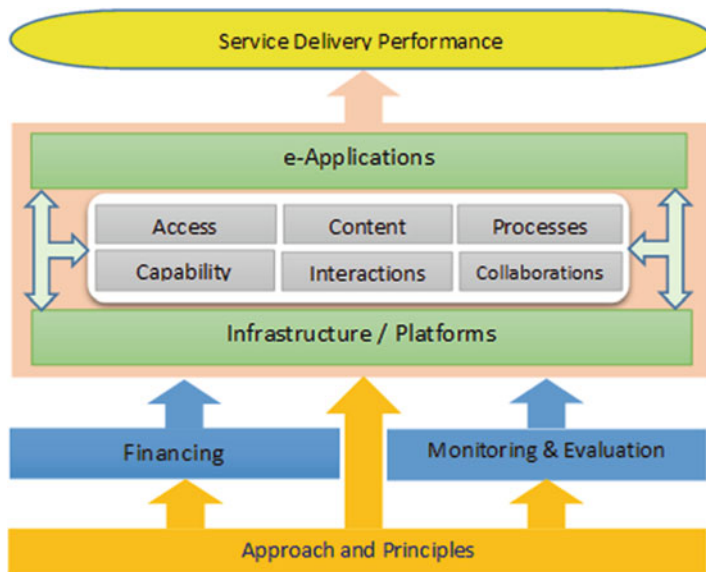 Service Delivery Performance
e-Applications
Access Content Processes
Capability Interactions Collaborations
Infrastructure / Platforms
Financing Monitoring & Evaluation
Approach and Principles